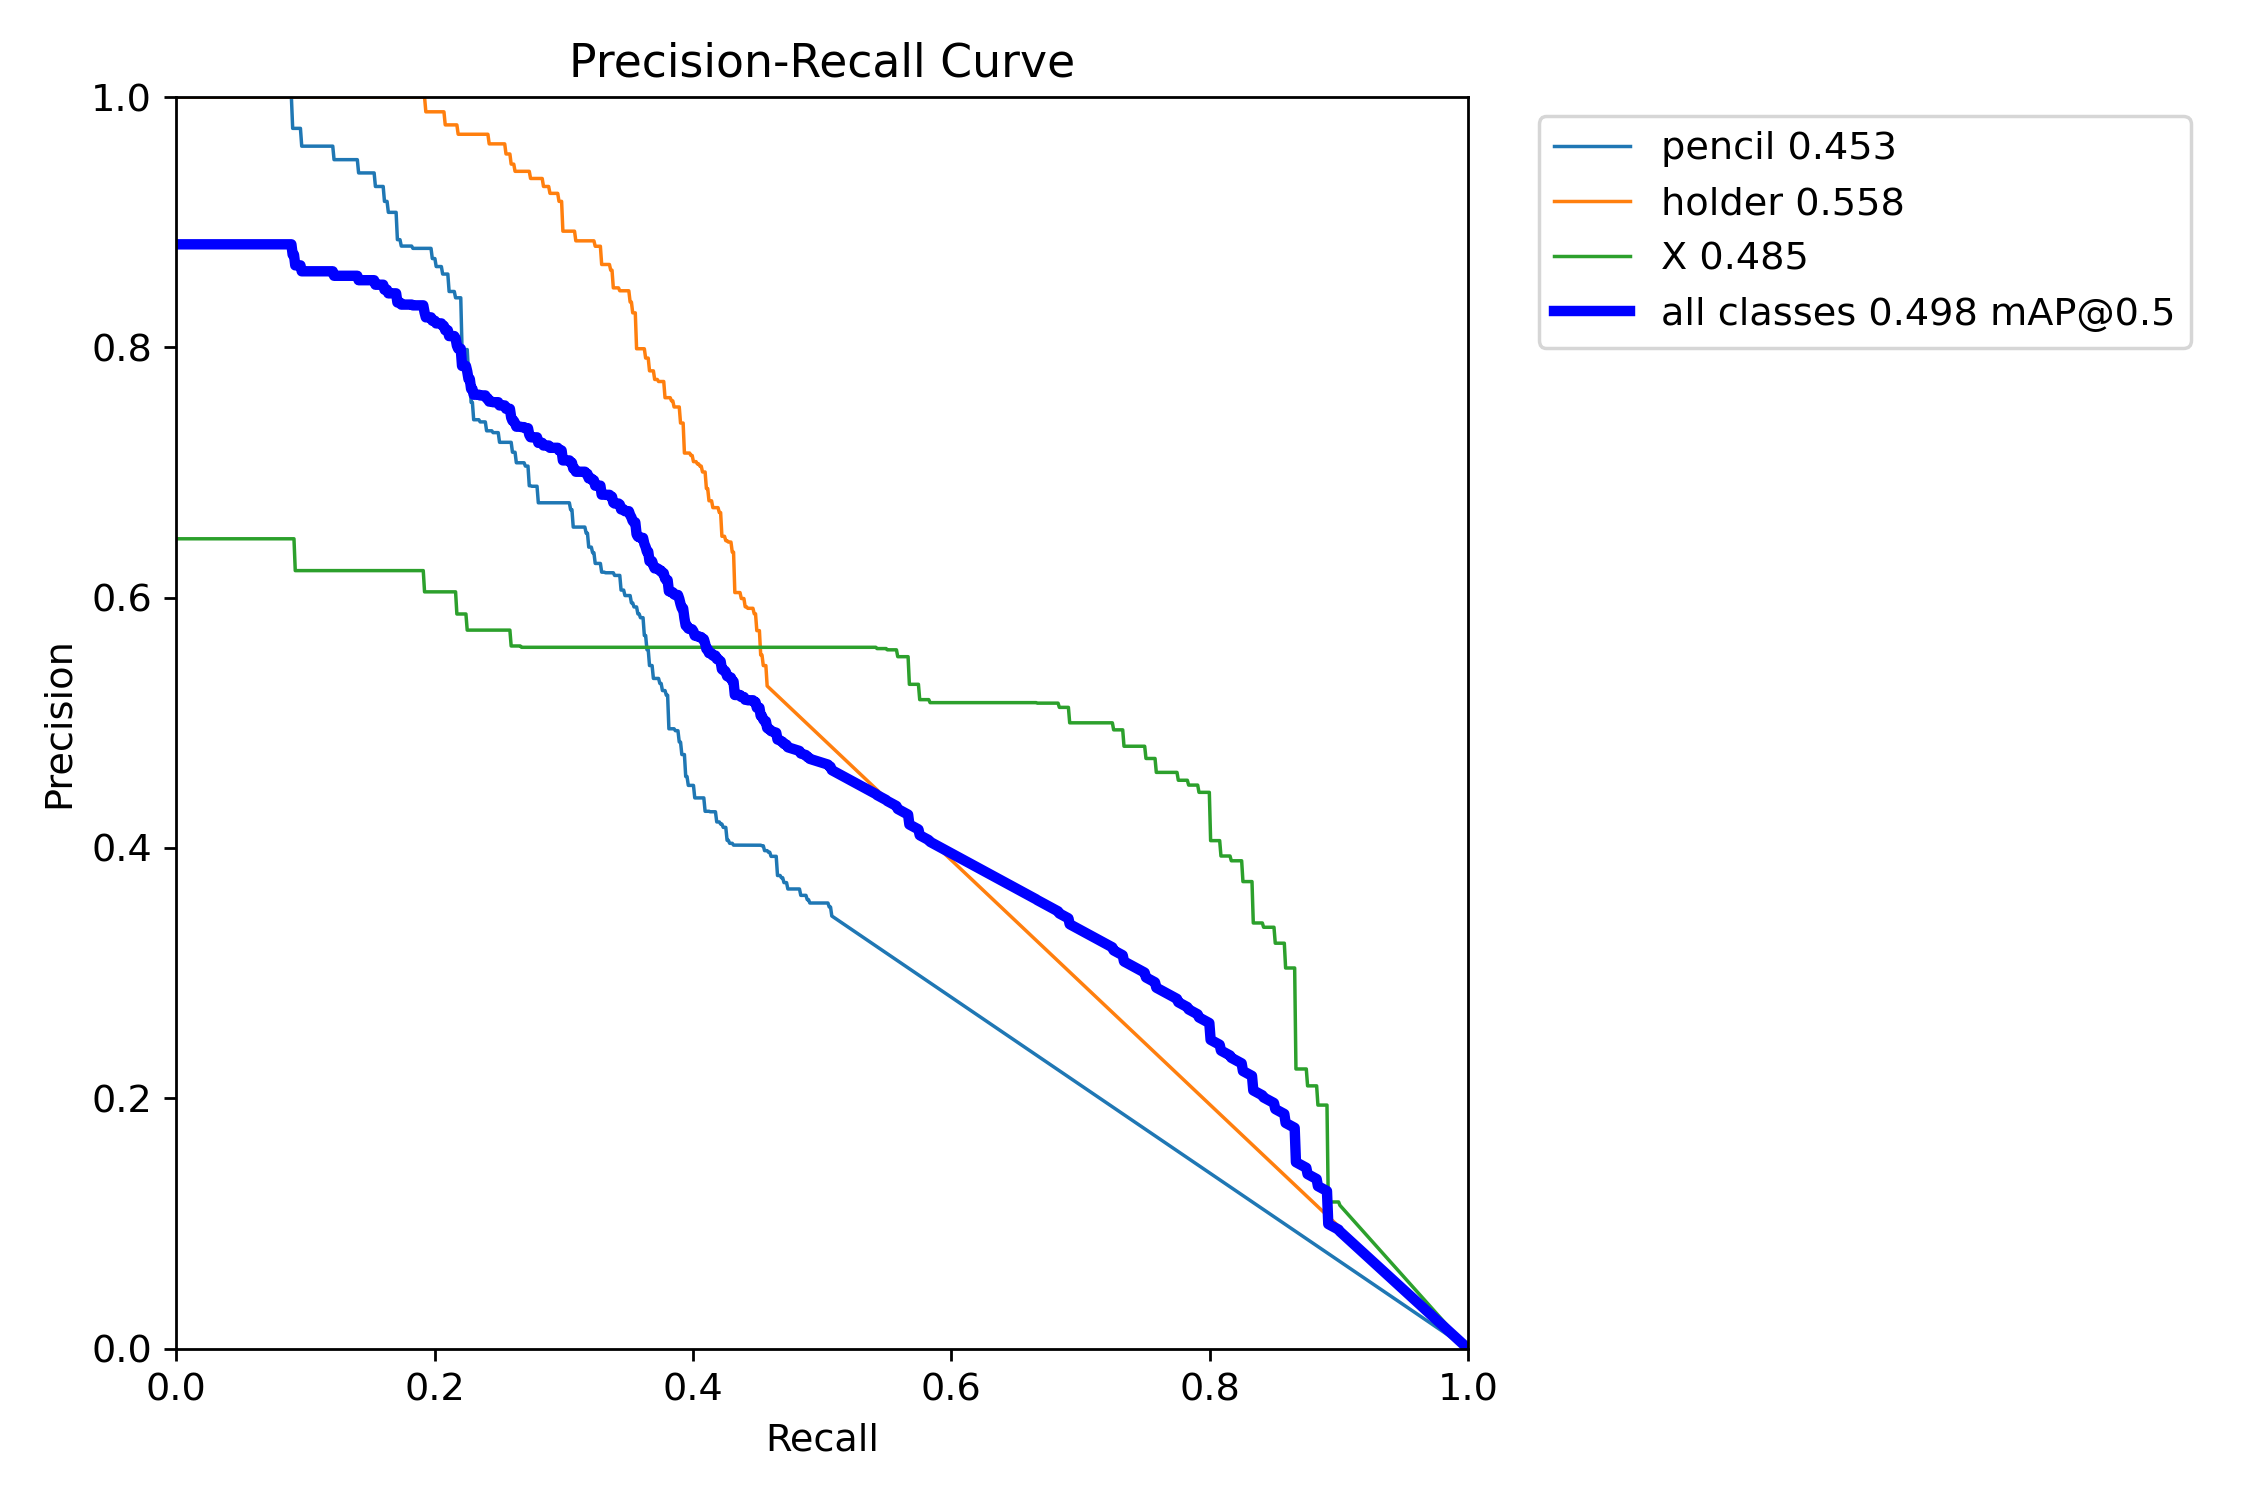 Precision-Recall Curve
1.0
0.8
0.6
0.4
0.2
0.0
Precision
0.0 0.2 0.4 0.6 0.8 1.0
Recall
pencil 0.453
holder 0.558
X 0.485
all classes 0.498 mAP@0.5